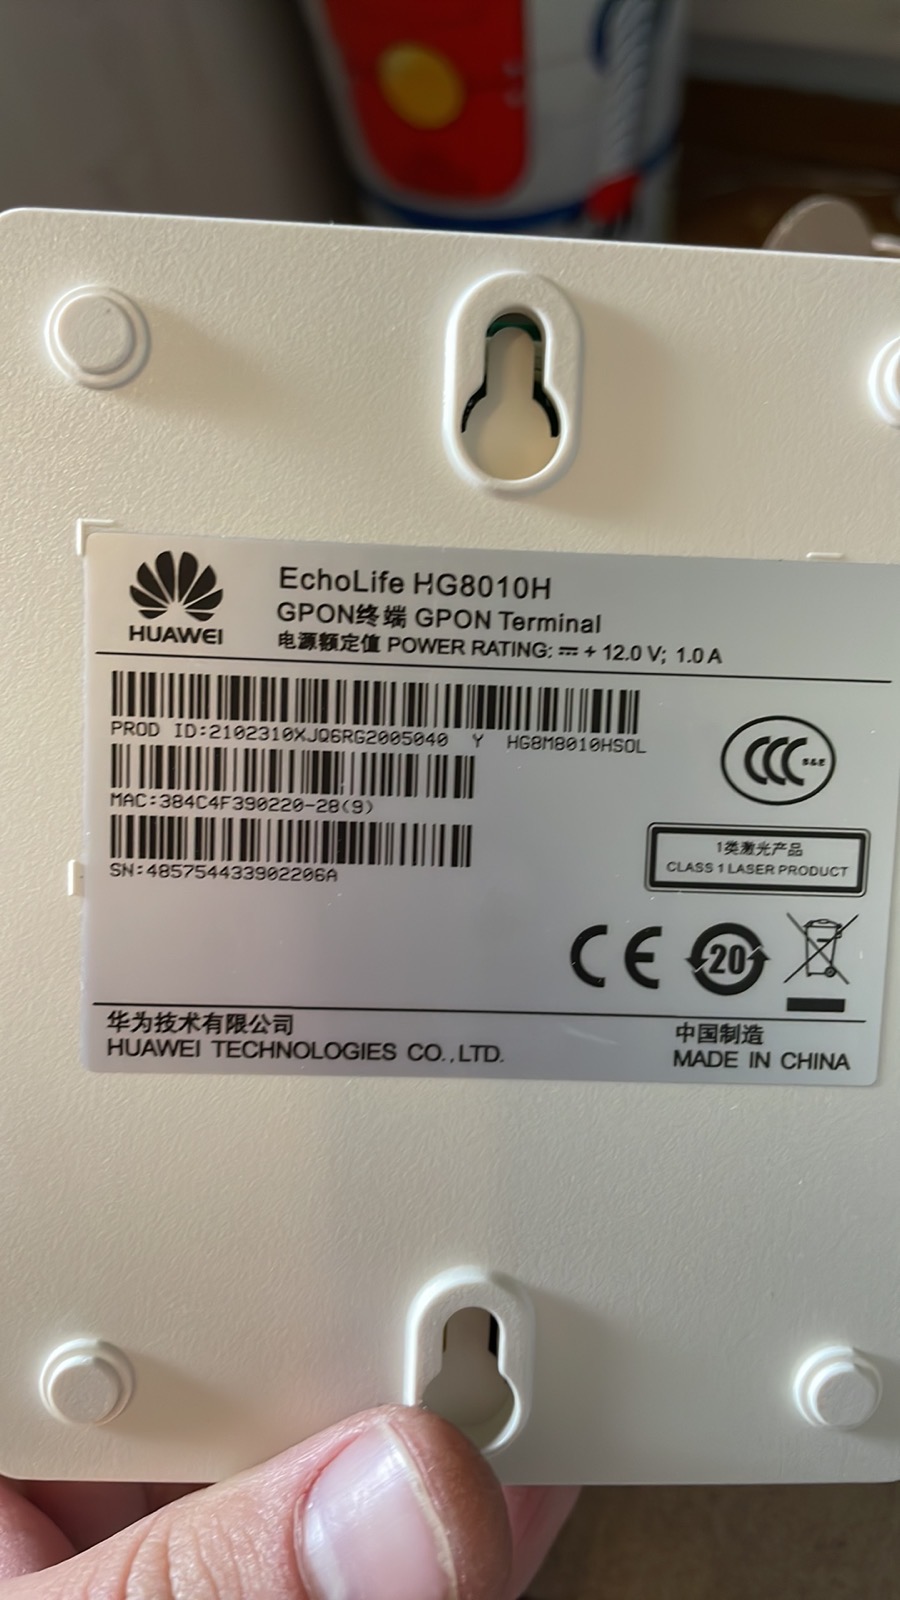 HUAWEI
EchoLife HG8010H
GPON终端 GPON Terminal
电源额定值 POWER RATING: ⎓ + 12.0 V; 1.0 A
PROD ID:2102310XJQ6RG2005040 Y HG8M8010HSOL
MAC:384C4F390220-28(9)
SN:485754433902206A
CCC S&E
1类激光产品
CLASS 1 LASER PRODUCT
CE
20
华为技术有限公司
HUAWEI TECHNOLOGIES CO.,LTD.
中国制造
MADE IN CHINA